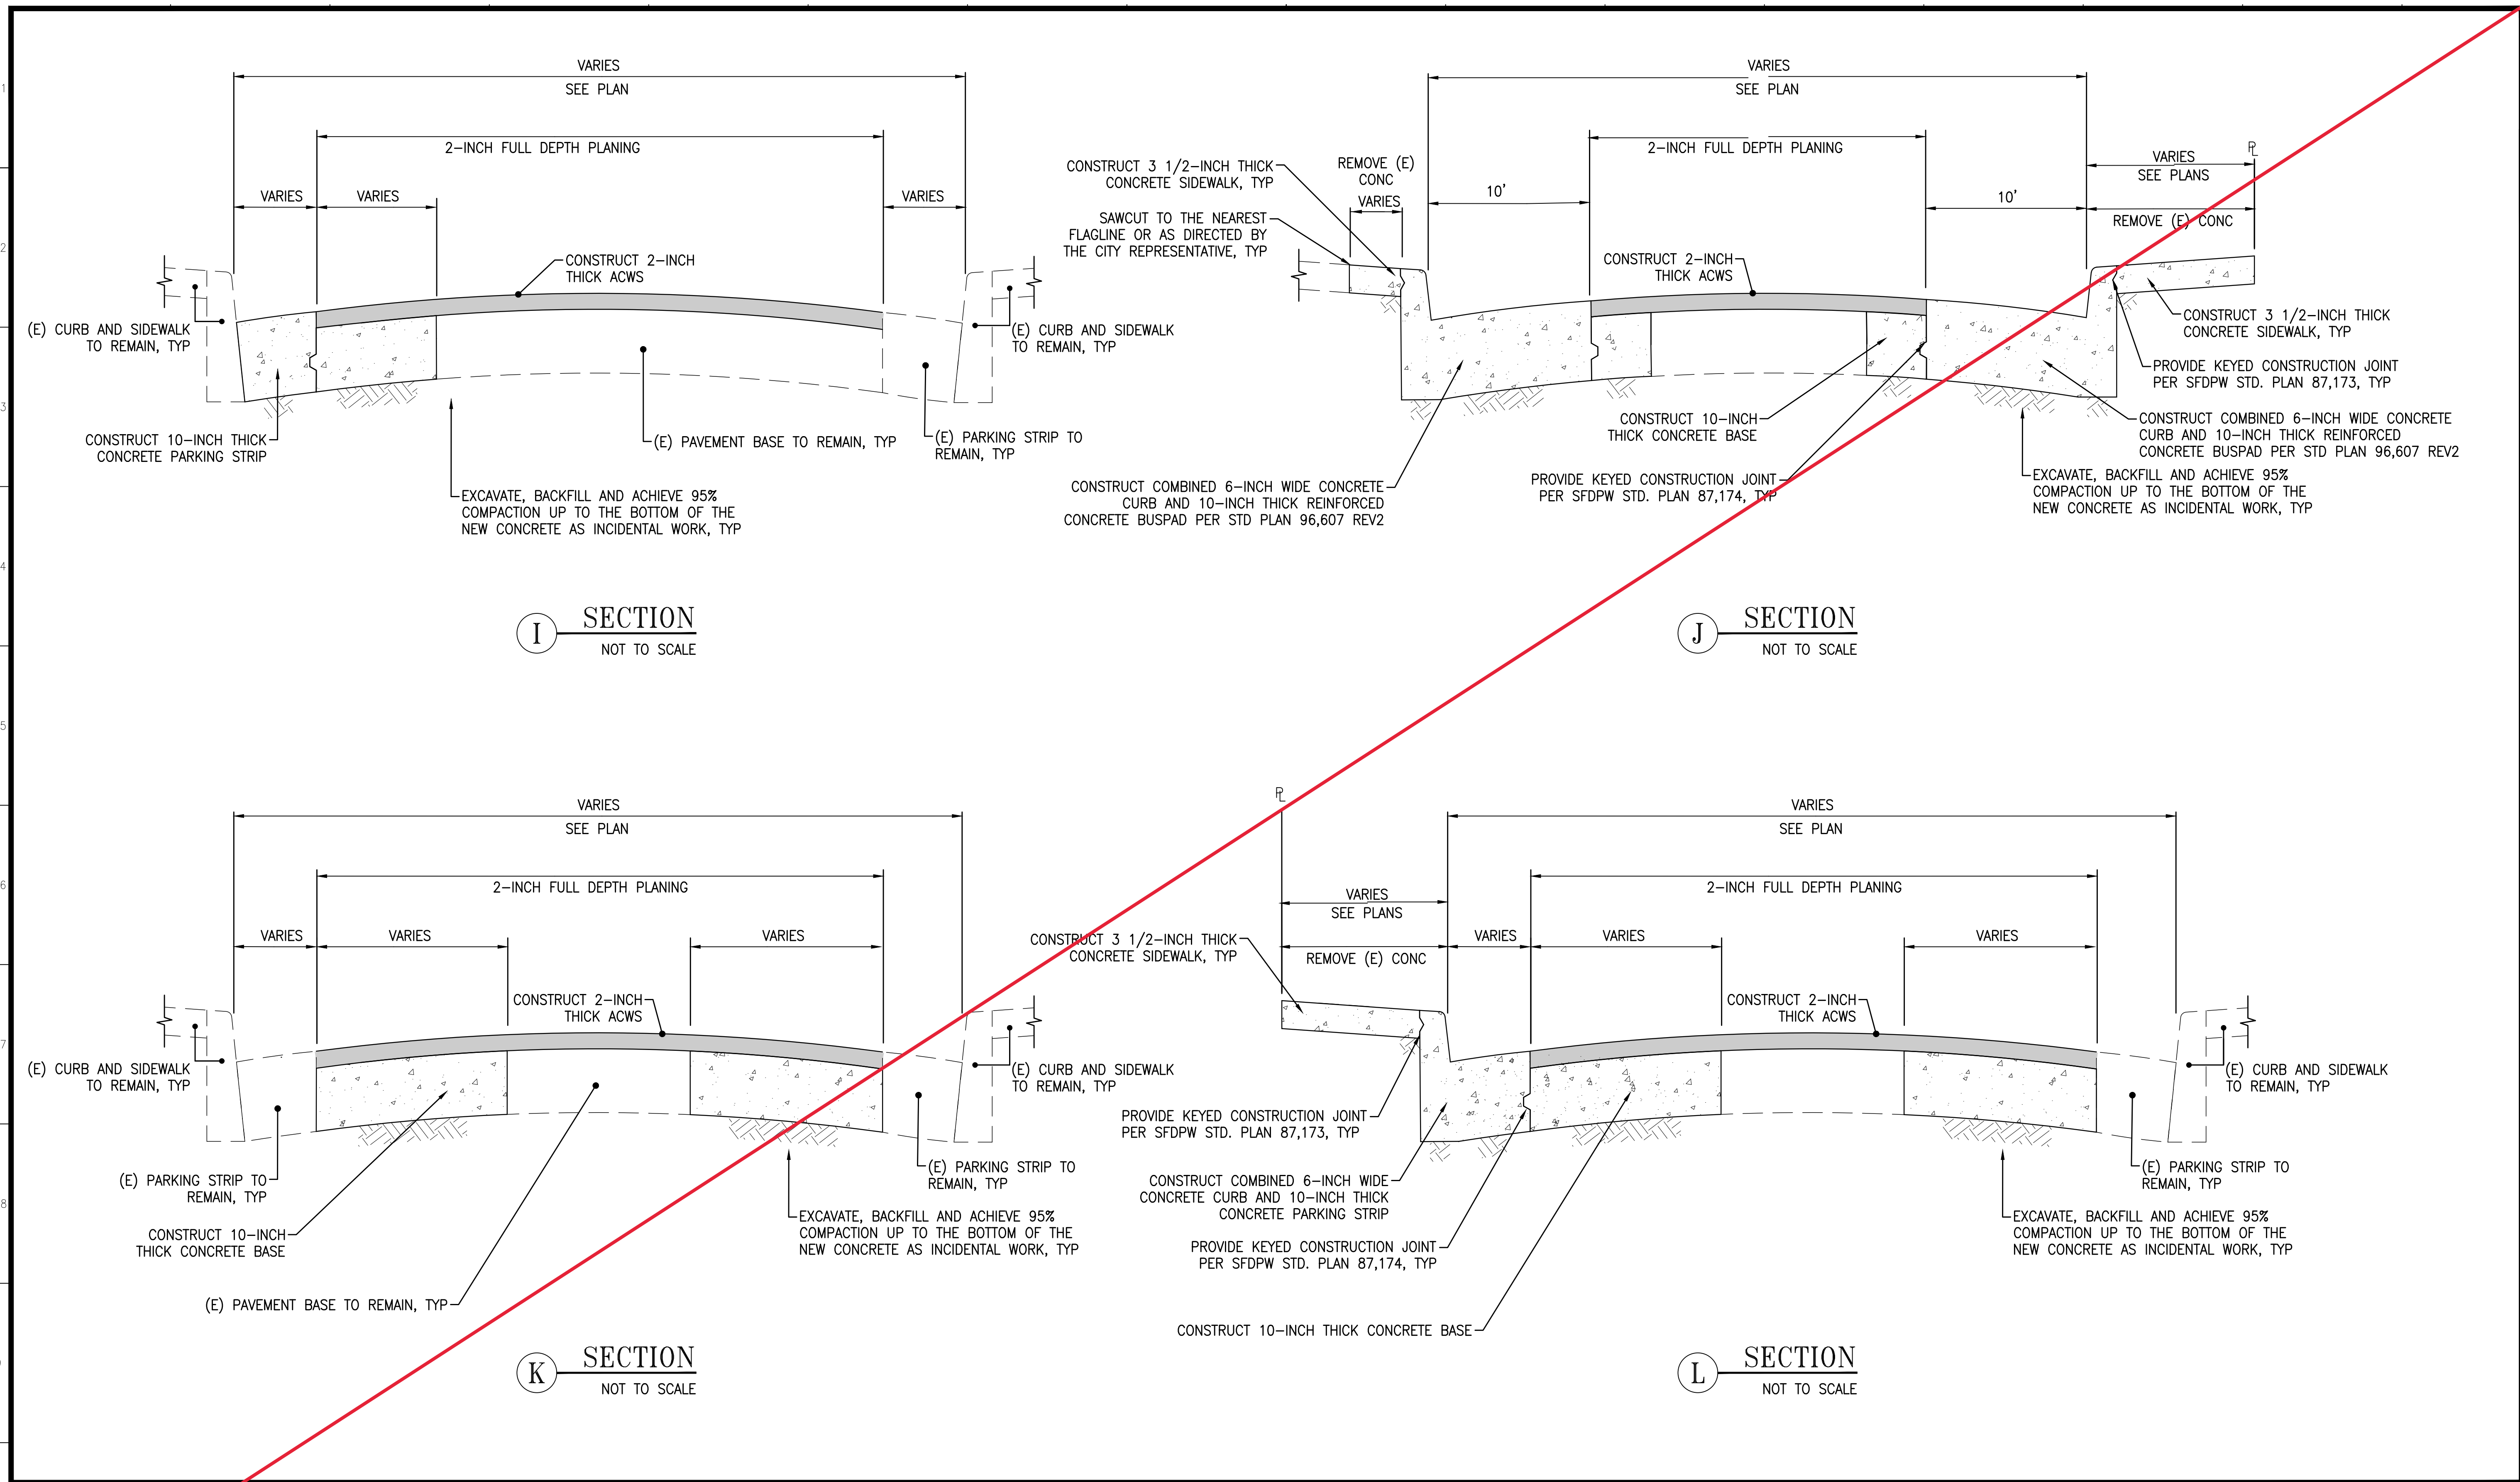 VARIES
SEE PLAN
2-INCH FULL DEPTH PLANING
VARIES
VARIES
VARIES
CONSTRUCT 2-INCH
THICK ACWS
(E) CURB AND SIDEWALK
TO REMAIN, TYP
(E) CURB AND SIDEWALK
TO REMAIN, TYP
CONSTRUCT 10-INCH THICK
CONCRETE PARKING STRIP
(E) PAVEMENT BASE TO REMAIN, TYP
(E) PARKING STRIP TO
REMAIN, TYP
EXCAVATE, BACKFILL AND ACHIEVE 95%
COMPACTION UP TO THE BOTTOM OF THE
NEW CONCRETE AS INCIDENTAL WORK, TYP
I
SECTION
NOT TO SCALE
VARIES
SEE PLAN
2-INCH FULL DEPTH PLANING
CONSTRUCT 3 1/2-INCH THICK
CONCRETE SIDEWALK, TYP
REMOVE (E)
CONC
VARIES
10'
10'
PL
VARIES
SEE PLANS
REMOVE (E) CONC
SAWCUT TO THE NEAREST
FLAGLINE OR AS DIRECTED BY
THE CITY REPRESENTATIVE, TYP
CONSTRUCT 2-INCH
THICK ACWS
CONSTRUCT 3 1/2-INCH THICK
CONCRETE SIDEWALK, TYP
PROVIDE KEYED CONSTRUCTION JOINT
PER SFDPW STD. PLAN 87,173, TYP
CONSTRUCT 10-INCH
THICK CONCRETE BASE
CONSTRUCT COMBINED 6-INCH WIDE CONCRETE
CURB AND 10-INCH THICK REINFORCED
CONCRETE BUSPAD PER STD PLAN 96,607 REV2
CONSTRUCT COMBINED 6-INCH WIDE CONCRETE
CURB AND 10-INCH THICK REINFORCED
CONCRETE BUSPAD PER STD PLAN 96,607 REV2
PROVIDE KEYED CONSTRUCTION JOINT
PER SFDPW STD. PLAN 87,174, TYP
EXCAVATE, BACKFILL AND ACHIEVE 95%
COMPACTION UP TO THE BOTTOM OF THE
NEW CONCRETE AS INCIDENTAL WORK, TYP
J
SECTION
NOT TO SCALE
VARIES
SEE PLAN
2-INCH FULL DEPTH PLANING
VARIES
VARIES
VARIES
CONSTRUCT 2-INCH
THICK ACWS
(E) CURB AND SIDEWALK
TO REMAIN, TYP
(E) CURB AND SIDEWALK
TO REMAIN, TYP
(E) PARKING STRIP TO
REMAIN, TYP
(E) PARKING STRIP TO
REMAIN, TYP
CONSTRUCT 10-INCH
THICK CONCRETE BASE
EXCAVATE, BACKFILL AND ACHIEVE 95%
COMPACTION UP TO THE BOTTOM OF THE
NEW CONCRETE AS INCIDENTAL WORK, TYP
(E) PAVEMENT BASE TO REMAIN, TYP
K
SECTION
NOT TO SCALE
PL
VARIES
SEE PLAN
2-INCH FULL DEPTH PLANING
VARIES
SEE PLANS
CONSTRUCT 3 1/2-INCH THICK
CONCRETE SIDEWALK, TYP
REMOVE (E) CONC
VARIES
VARIES
VARIES
CONSTRUCT 2-INCH
THICK ACWS
(E) CURB AND SIDEWALK
TO REMAIN, TYP
PROVIDE KEYED CONSTRUCTION JOINT
PER SFDPW STD. PLAN 87,173, TYP
(E) PARKING STRIP TO
REMAIN, TYP
CONSTRUCT COMBINED 6-INCH WIDE
CONCRETE CURB AND 10-INCH THICK
CONCRETE PARKING STRIP
EXCAVATE, BACKFILL AND ACHIEVE 95%
COMPACTION UP TO THE BOTTOM OF THE
NEW CONCRETE AS INCIDENTAL WORK, TYP
PROVIDE KEYED CONSTRUCTION JOINT
PER SFDPW STD. PLAN 87,174, TYP
CONSTRUCT 10-INCH THICK CONCRETE BASE
L
SECTION
NOT TO SCALE
1
2
3
4
5
6
7
8